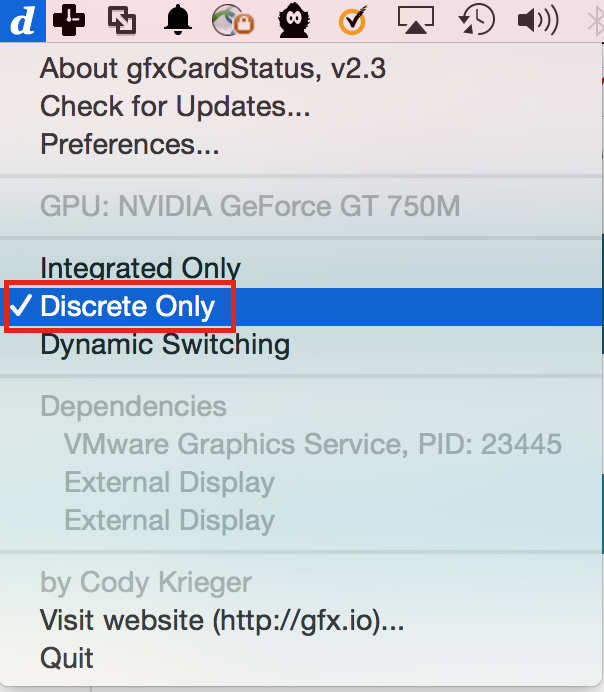 d
About gfxCardStatus, v2.3
Check for Updates...
Preferences...
GPU: NVIDIA GeForce GT 750M
Integrated Only
✓ Discrete Only
Dynamic Switching
Dependencies
VMware Graphics Service, PID: 23445
External Display
External Display
by Cody Krieger
Visit website (http://gfx.io)...
Quit